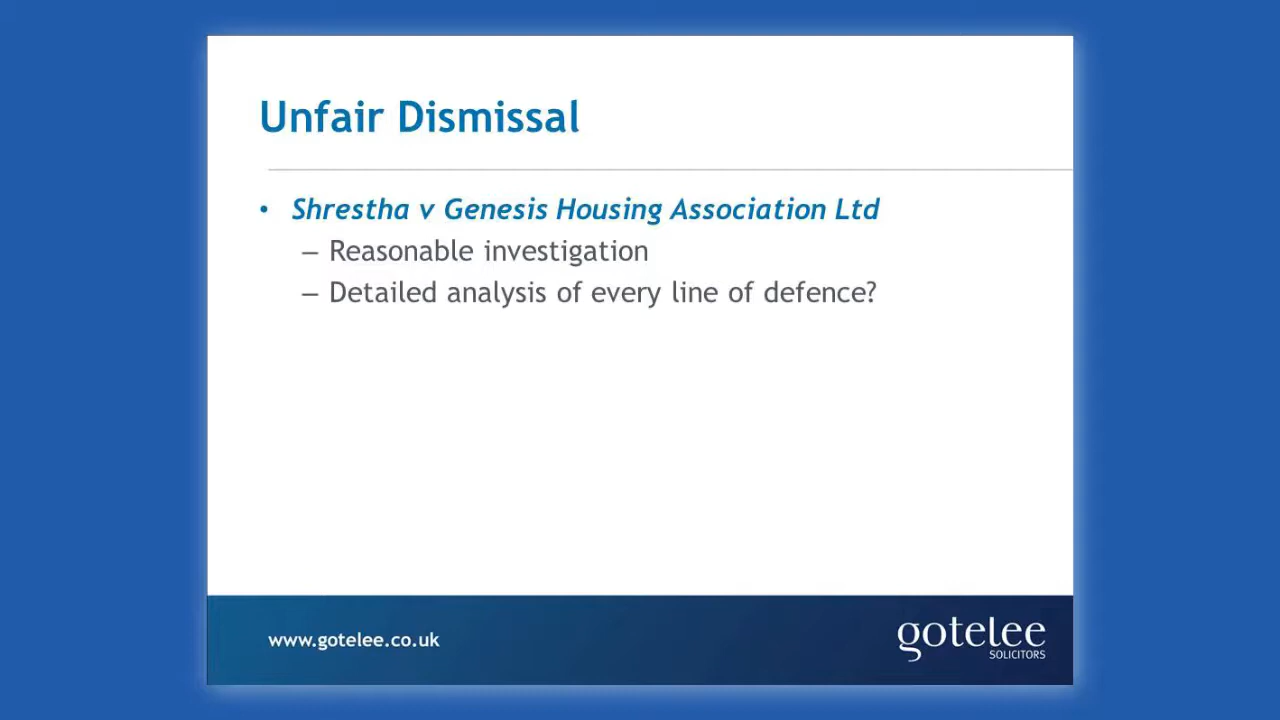 Unfair Dismissal
• Shrestha v Genesis Housing Association Ltd
– Reasonable investigation
– Detailed analysis of every line of defence?
www.gotelee.co.uk
gotelee
SOLICITORS